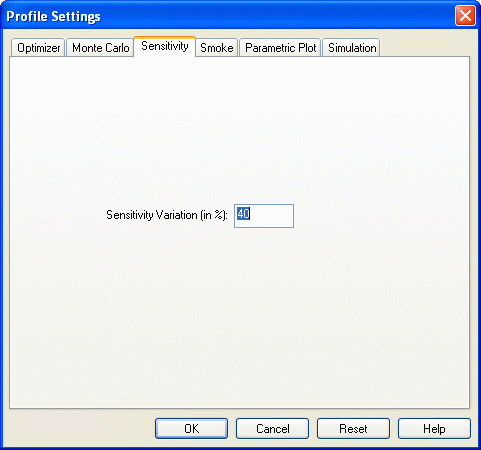 Profile Settings
Optimizer Monte Carlo Sensitivity Smoke Parametric Plot Simulation
Sensitivity Variation (in %): 40
OK Cancel Reset Help